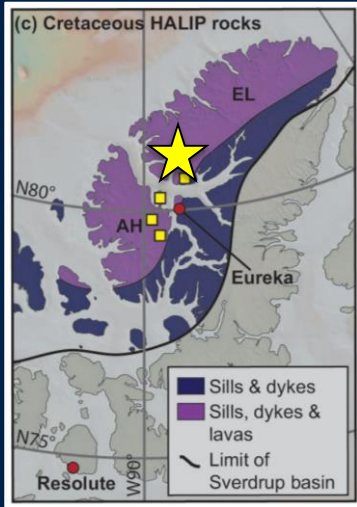 (c) Cretaceous HALIP rocks
EL
N80°
AH
Eureka
Sills & dykes
Sills, dykes &
lavas
Limit of
Sverdrup basin
N75°
Resolute
W90°